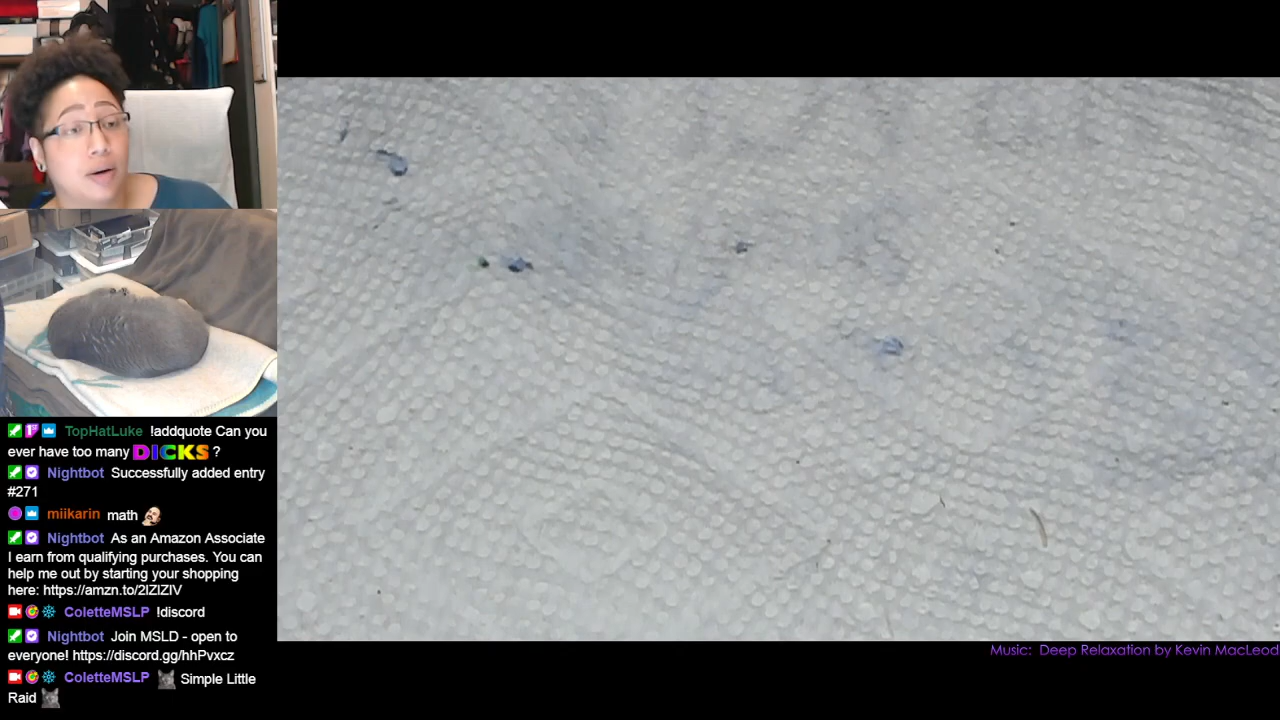 TopHatLuke !addquote Can you
ever have too many DICKS ?
Nightbot Successfully added entry
#271
miikarin math
Nightbot As an Amazon Associate
I earn from qualifying purchases. You can
help me out by starting your shopping
here: https://amzn.to/2IZIZIV
ColetteMSLP !discord
Nightbot Join MSLD - open to
everyone! https://discord.gg/hhPvxcz
ColetteMSLP Simple Little
Raid
Music: Deep Relaxation by Kevin MacLeod